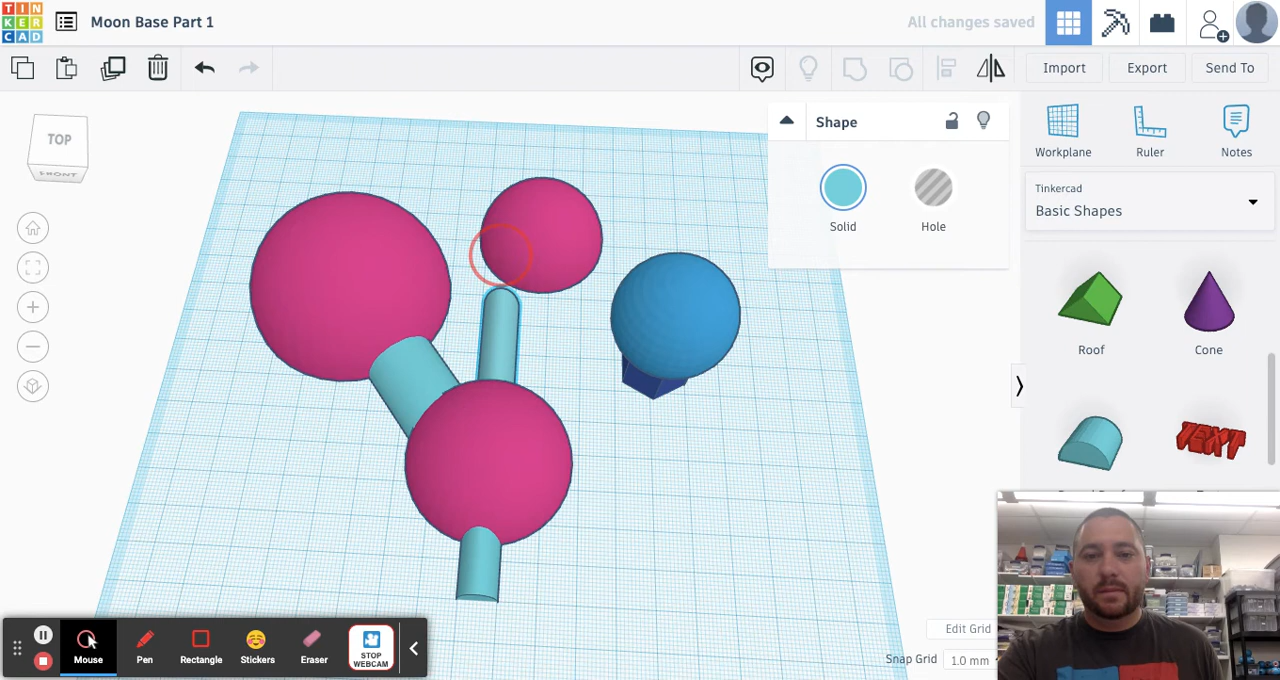 TIN
KER
CAD
Moon Base Part 1
All changes saved
Import
Export
Send To
TOP
FRONT
Shape
Solid
Hole
Workplane
Ruler
Notes
Tinkercad
Basic Shapes
Roof
Cone
TEXT
Edit Grid
Snap Grid
1.0 mm
Mouse
Pen
Rectangle
Stickers
Eraser
STOP
WEBCAM